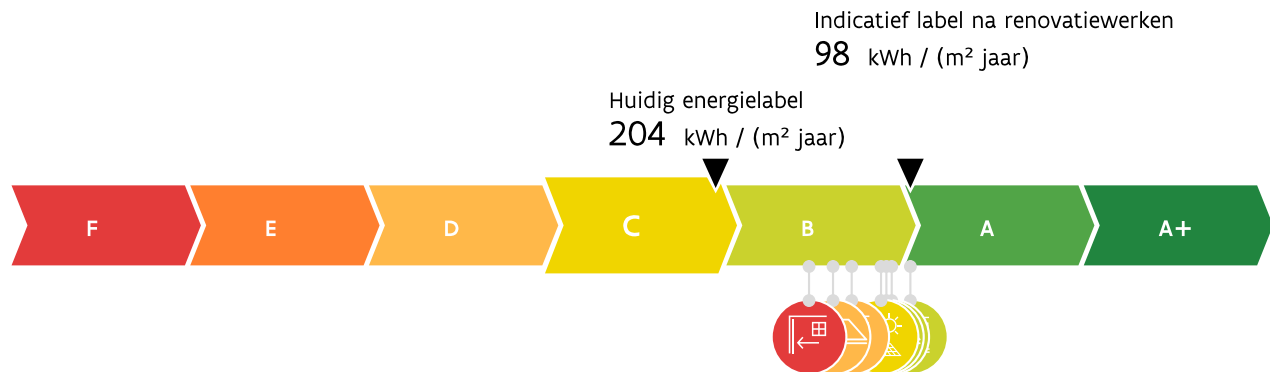 Indicatief label na renovatiewerken
98 kWh / (m² jaar)
Huidig energielabel
204 kWh / (m² jaar)
F E D C B A A+